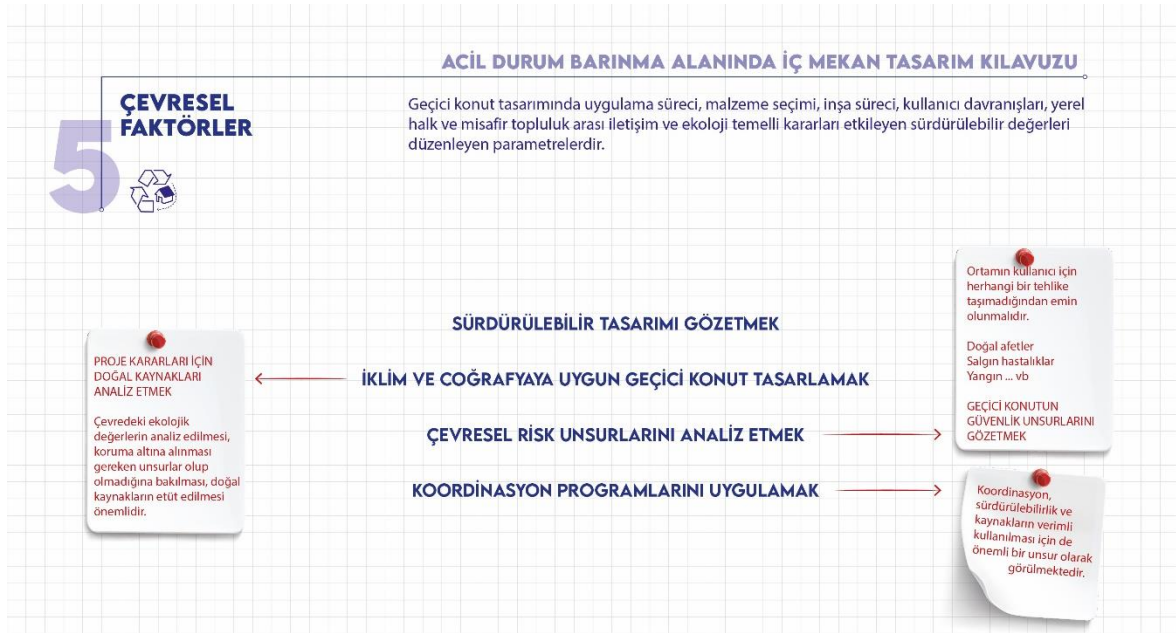 ACİL DURUM BARINMA ALANINDA İÇ MEKAN TASARIM KILAVUZU
5
ÇEVRESEL
FAKTÖRLER
Geçici konut tasarımında uygulama süreci, malzeme seçimi, inşa süreci, kullanıcı davranışları, yerel
halk ve misafir topluluk arası iletişim ve ekoloji temelli kararları etkileyen sürdürülebilir değerleri
düzenleyen parametrelerdir.
SÜRDÜRÜLEBİLİR TASARIMI GÖZETMEK
İKLİM VE COĞRAFYAYA UYGUN GEÇİCİ KONUT TASARLAMAK
ÇEVRESEL RİSK UNSURLARINI ANALİZ ETMEK
KOORDİNASYON PROGRAMLARINI UYGULAMAK
PROJE KARARLARI İÇİN
DOĞAL KAYNAKLARI
ANALİZ ETMEK
Çevredeki ekolojik
değerlerin analiz edilmesi,
koruma altına alınması
gereken unsurlar olup
olmadığına bakılması, doğal
kaynakların etüt edilmesi
önemlidir.
Ortamın kullanıcı için
herhangi bir tehlike
taşımadığından emin
olunmalıdır.
Doğal afetler
Salgın hastalıklar
Yangın ... vb
GEÇİCİ KONUTUN
GÜVENLİK UNSURLARINI
GÖZETMEK
Koordinasyon,
sürdürülebilirlik ve
kaynakların verimli
kullanılması için de
önemli bir unsur olarak
görülmektedir.